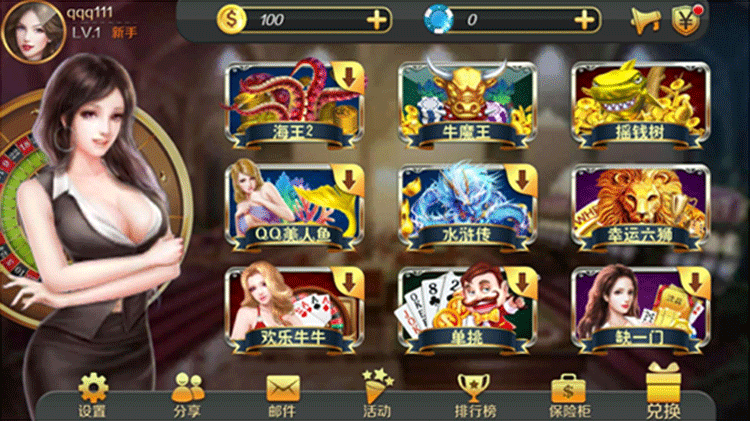 qqq111
LV.1 新手
100
0
海王2
牛魔王
摇钱树
QQ美人鱼
水浒传
幸运六狮
欢乐牛牛
单挑
缺一门
设置
分享
邮件
活动
排行榜
保险柜
兑换